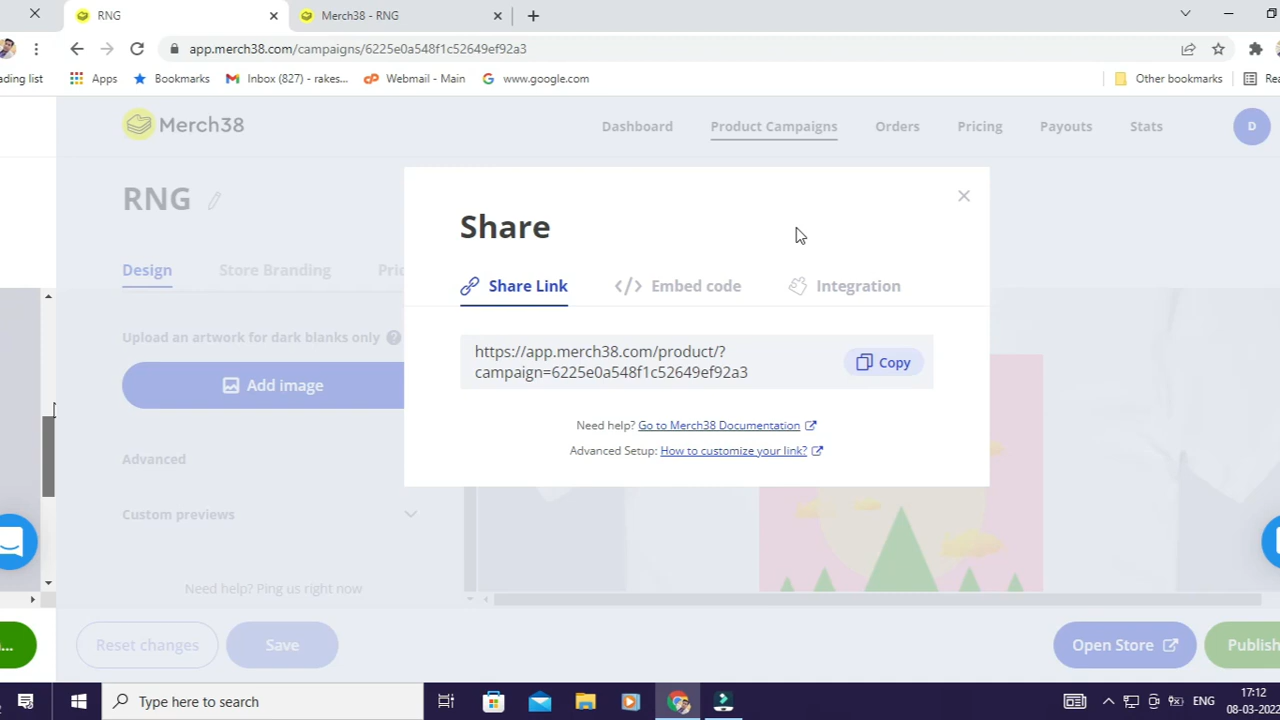 RNG
Merch38 - RNG
app.merch38.com/campaigns/6225e0a548f1c52649ef92a3
ading list
Apps
Bookmarks
Inbox (827) - rakes...
Webmail - Main
www.google.com
Other bookmarks
Rea
Merch38
Dashboard
Product Campaigns
Orders
Pricing
Payouts
Stats
D
RNG
Share
Design
Store Branding
Pric
Share Link
</> Embed code
Integration
Upload an artwork for dark blanks only ?
https://app.merch38.com/product/?
campaign=6225e0a548f1c52649ef92a3
Copy
Add image
Need help? Go to Merch38 Documentation
Advanced Setup: How to customize your link?
Advanced
Custom previews
Need help? Ping us right now
...
Reset changes
Save
Open Store
Publish
Type here to search
ENG
17:12
08-03-2022